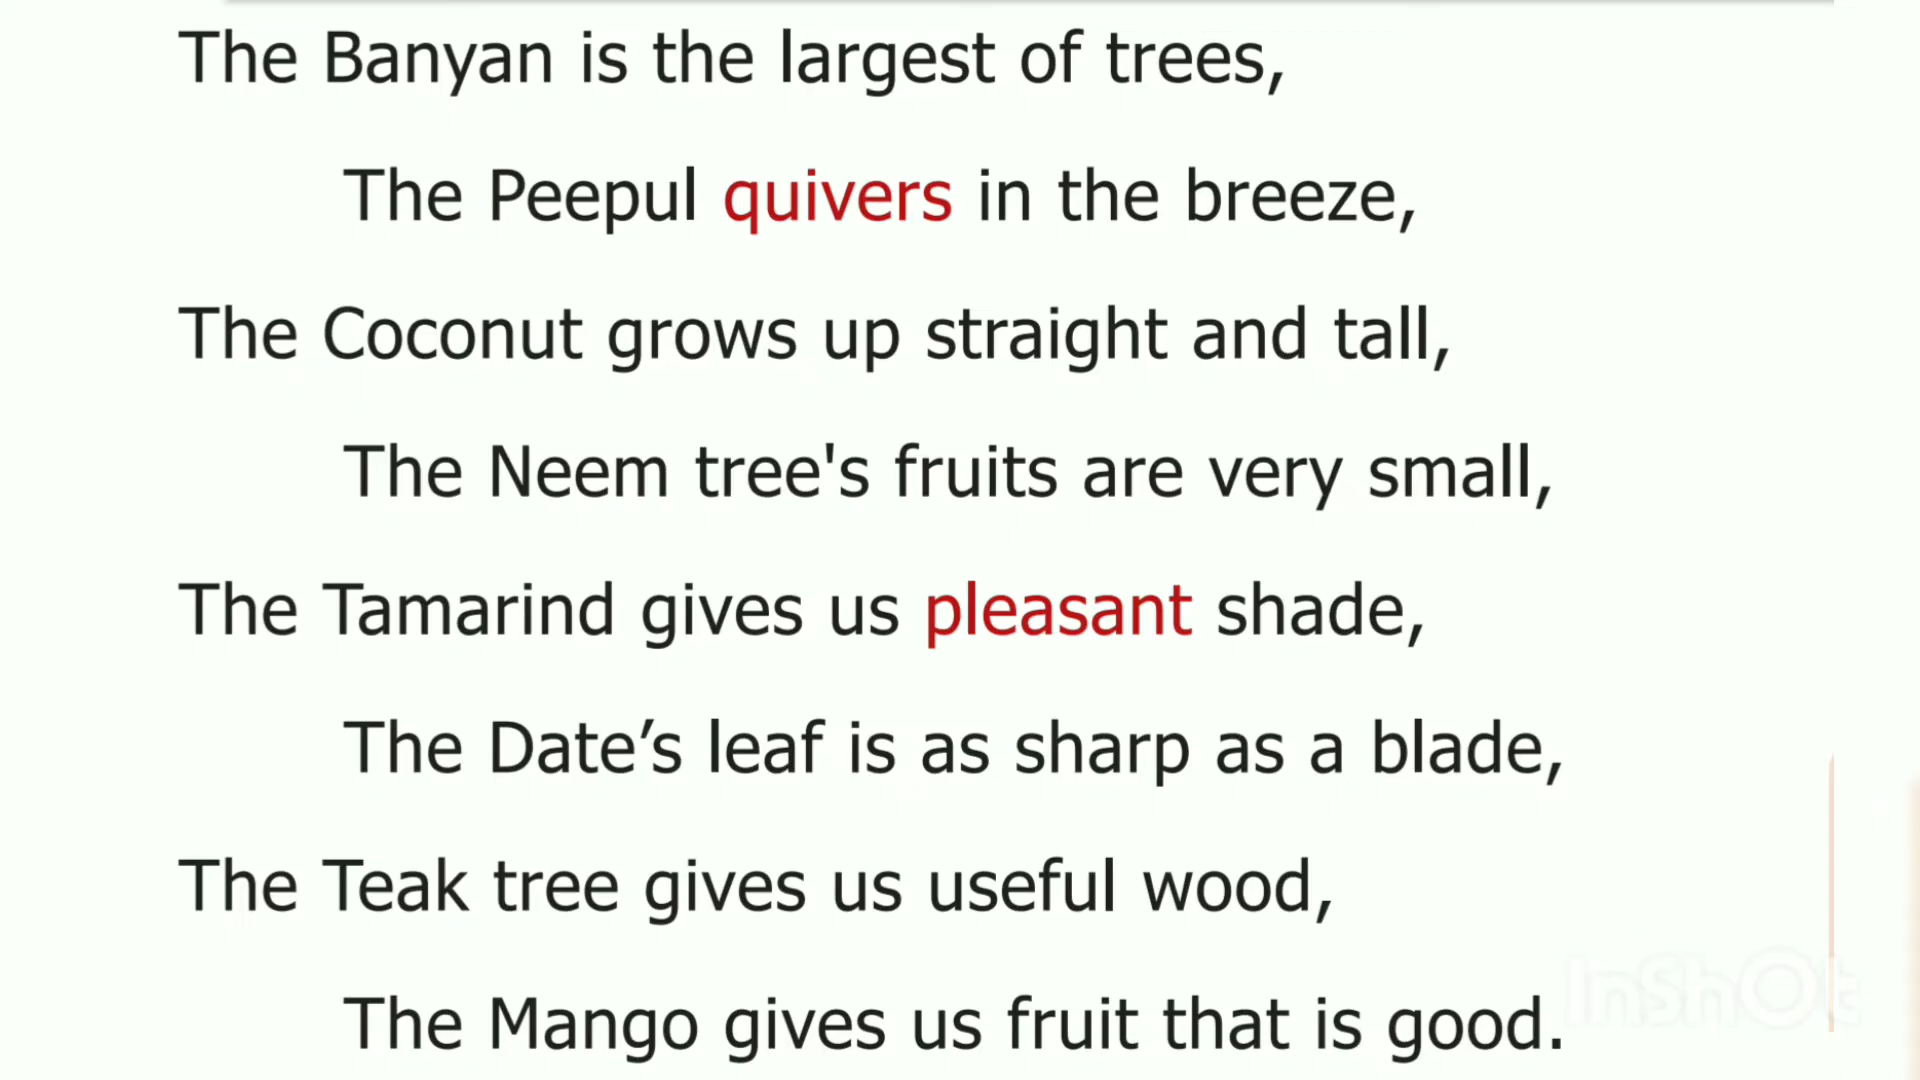 The Banyan is the largest of trees,
The Peepul quivers in the breeze,
The Coconut grows up straight and tall,
The Neem tree's fruits are very small,
The Tamarind gives us pleasant shade,
The Date’s leaf is as sharp as a blade,
The Teak tree gives us useful wood,
The Mango gives us fruit that is good.
InShOt